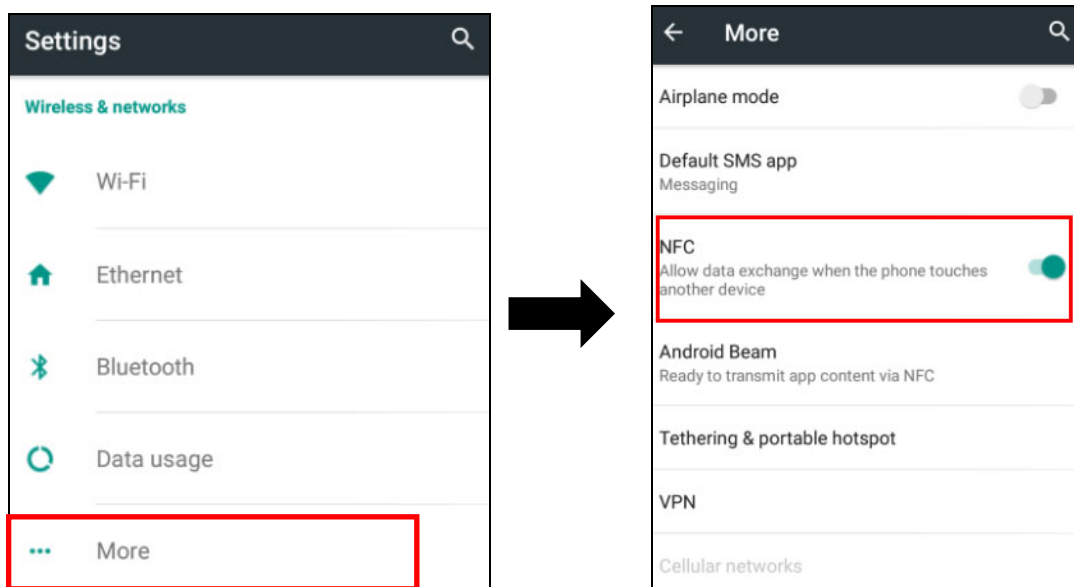 Settings
Wireless & networks
Wi-Fi
Ethernet
Bluetooth
Data usage
More
More
Airplane mode
Default SMS app
Messaging
NFC
Allow data exchange when the phone touches
another device
Android Beam
Ready to transmit app content via NFC
Tethering & portable hotspot
VPN
Cellular networks